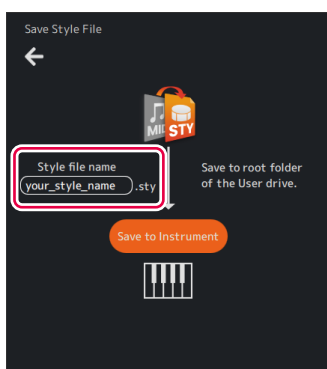 Save Style File
MID
STY
Style file name
your_style_name .sty
Save to root folder
of the User drive.
Save to Instrument